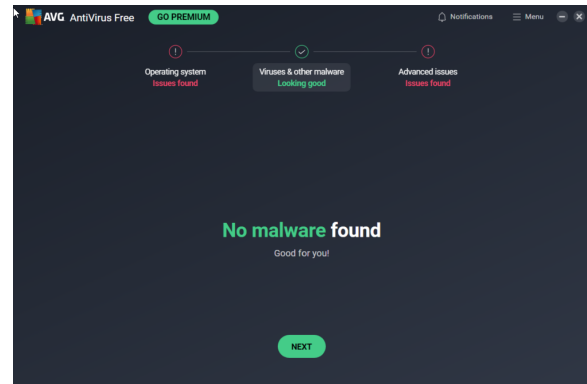 AVG AntiVirus Free GO PREMIUM Notifications Menu
Operating system Viruses & other malware Advanced issues
Issues found Looking good Issues found
No malware found
Good for you!
NEXT